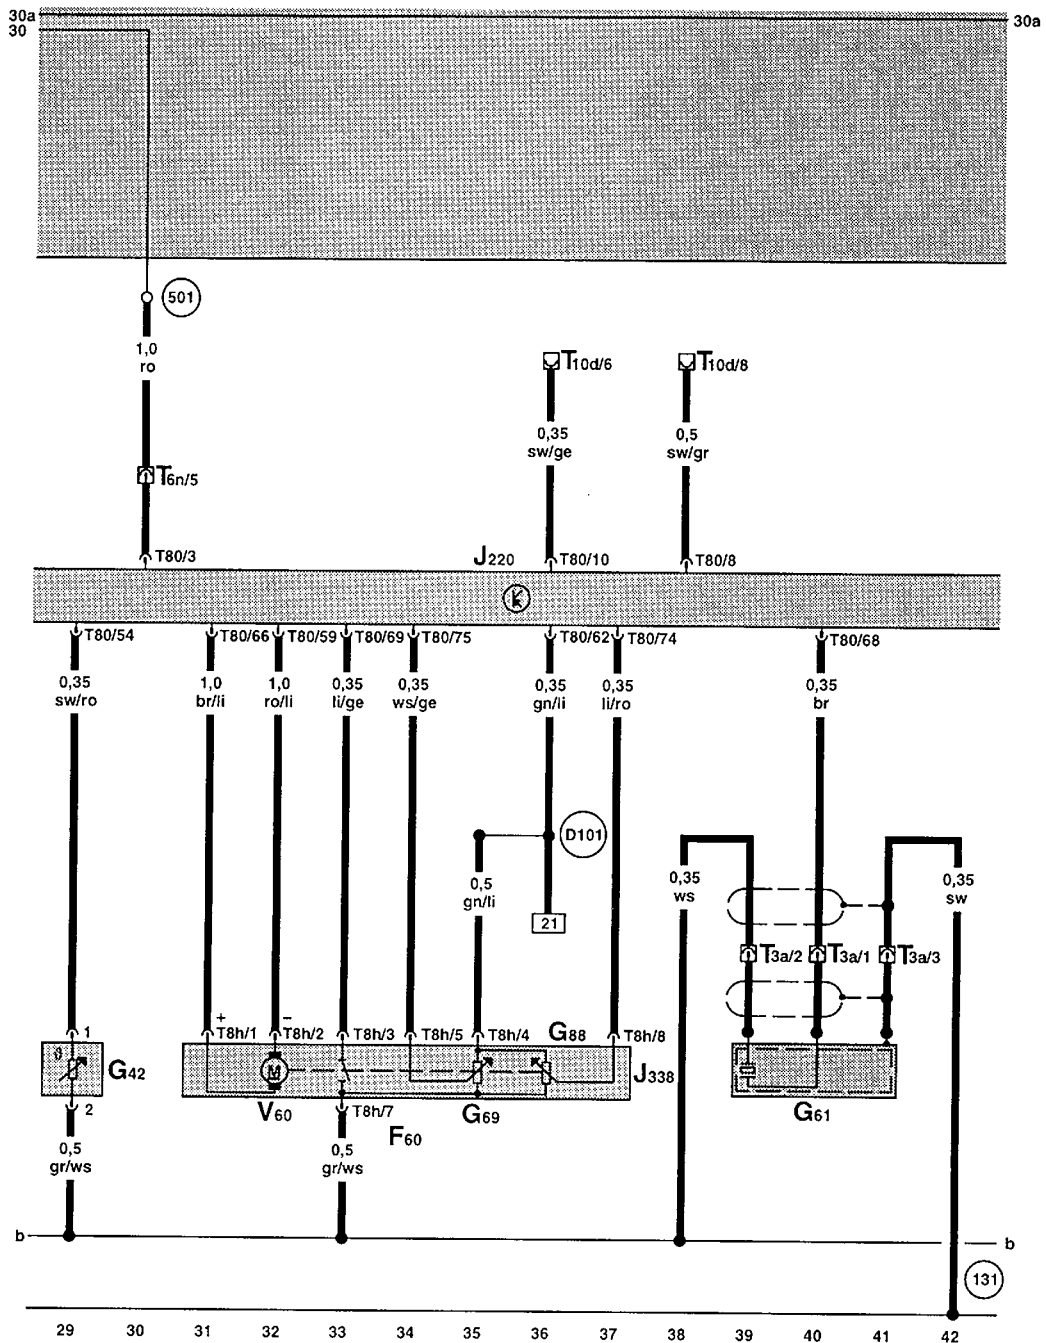 30a
30a
30
501
1,0
ro
T10d/6
T10d/8
0,35
sw/ge
0,5
sw/gr
T6n/5
T80/3
J220
T80/10
T80/8
T80/54
T80/66
T80/59
T80/69
T80/75
T80/62
T80/74
T80/68
0,35
sw/ro
1,0
br/li
1,0
ro/li
0,35
li/ge
0,35
ws/ge
0,35
gn/li
0,35
li/ro
0,35
br
D101
0,5
gn/li
21
0,35
ws
0,35
sw
T3a/2
T3a/1
T3a/3
1
+
T8h/1
−
T8h/2
T8h/3
T8h/5
T8h/4
G88
T8h/8
ϑ
G42
M
J338
2
V60
T8h/7
F60
G69
G61
0,5
gr/ws
0,5
gr/ws
b
b
131
29 30 31 32 33 34 35 36 37 38 39 40 41 42